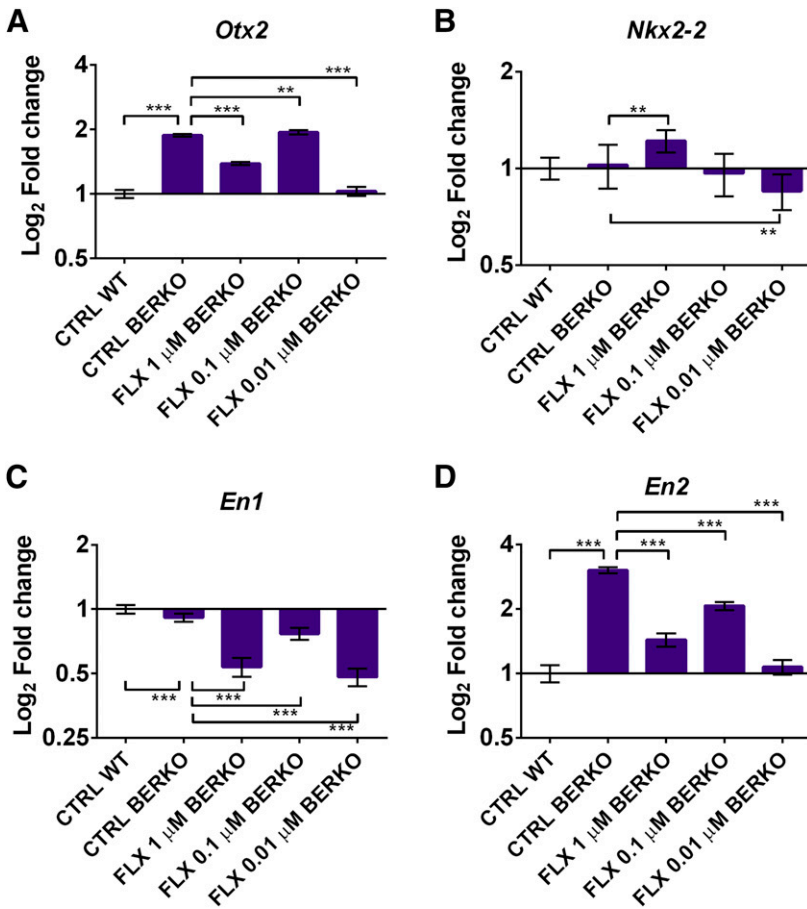 A
Otx2
Log2 Fold change
4
2
1
0.5
***
***
**
***
CTRL WT
CTRL BERKO
FLX 1 μM BERKO
FLX 0.1 μM BERKO
FLX 0.01 μM BERKO
B
Nkx2-2
Log2 Fold change
2
1
0.5
**
**
CTRL WT
CTRL BERKO
FLX 1 μM BERKO
FLX 0.1 μM BERKO
FLX 0.01 μM BERKO
C
En1
Log2 Fold change
1
0.5
0.25
***
***
***
***
CTRL WT
CTRL BERKO
FLX 1 μM BERKO
FLX 0.1 μM BERKO
FLX 0.01 μM BERKO
D
En2
Log2 Fold change
4
2
1
0.5
***
***
***
***
CTRL WT
CTRL BERKO
FLX 1 μM BERKO
FLX 0.1 μM BERKO
FLX 0.01 μM BERKO